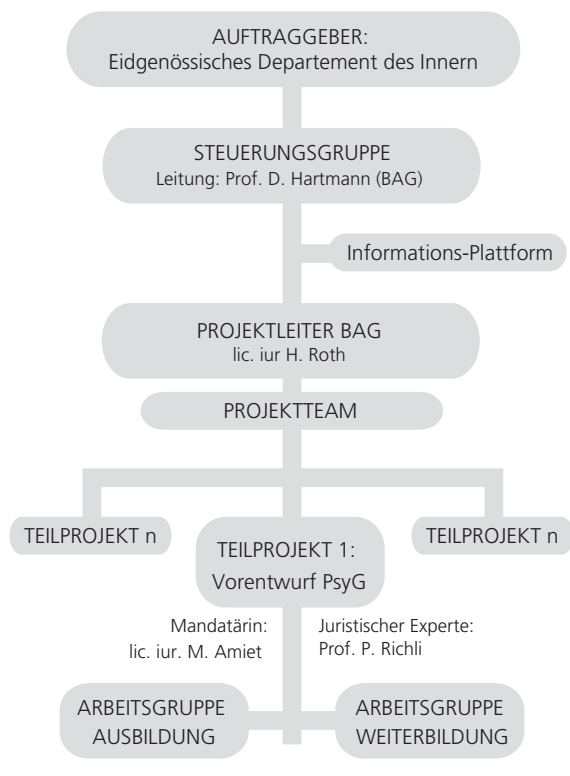 AUFTRAGGEBER:
Eidgenössisches Departement des Innern
STEUERUNGSGRUPPE
Leitung: Prof. D. Hartmann (BAG)
Informations-Plattform
PROJEKTLEITER BAG
lic. iur H. Roth
PROJEKTTEAM
TEILPROJEKT n
TEILPROJEKT 1:
Vorentwurf PsyG
TEILPROJEKT n
Mandatärin:
lic. iur. M. Amiet
Juristischer Experte:
Prof. P. Richli
ARBEITSGRUPPE
AUSBILDUNG
ARBEITSGRUPPE
WEITERBILDUNG